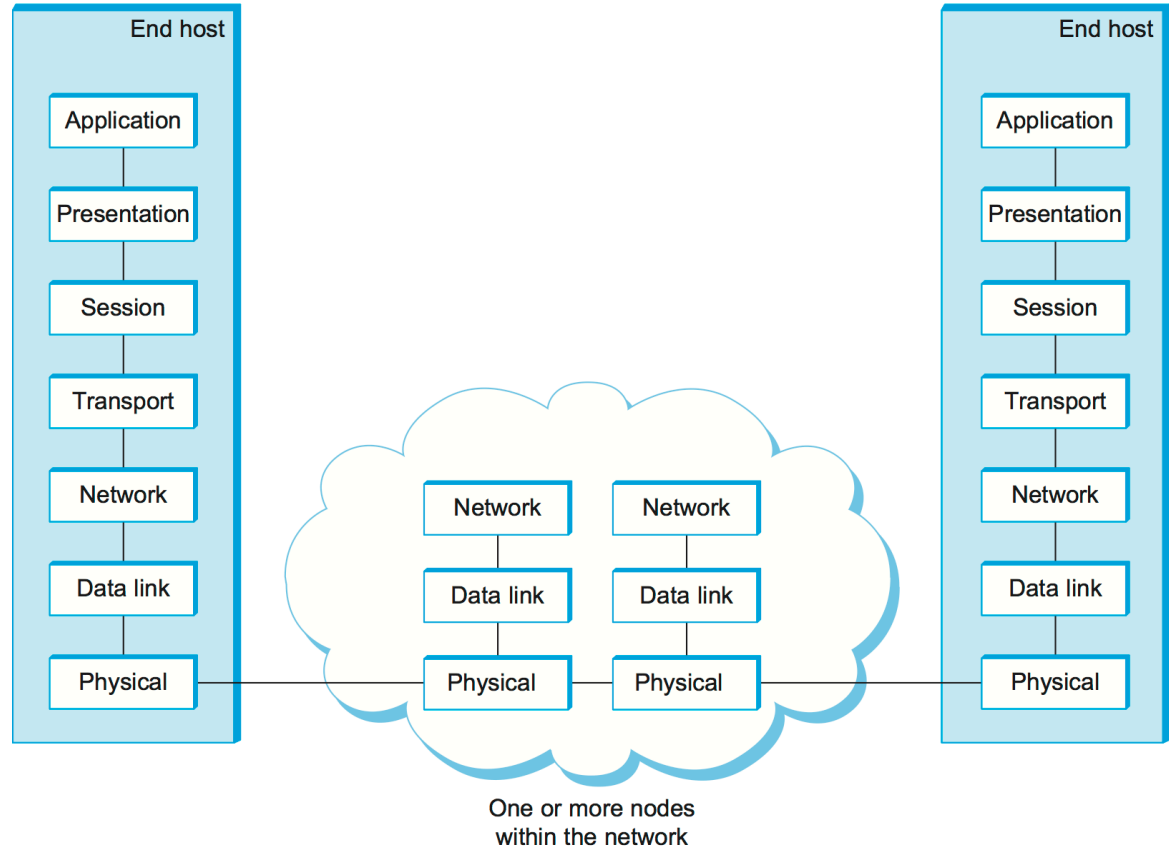 End host
Application
Presentation
Session
Transport
Network
Data link
Physical
Network
Data link
Physical
Network
Data link
Physical
One or more nodes
within the network
End host
Application
Presentation
Session
Transport
Network
Data link
Physical